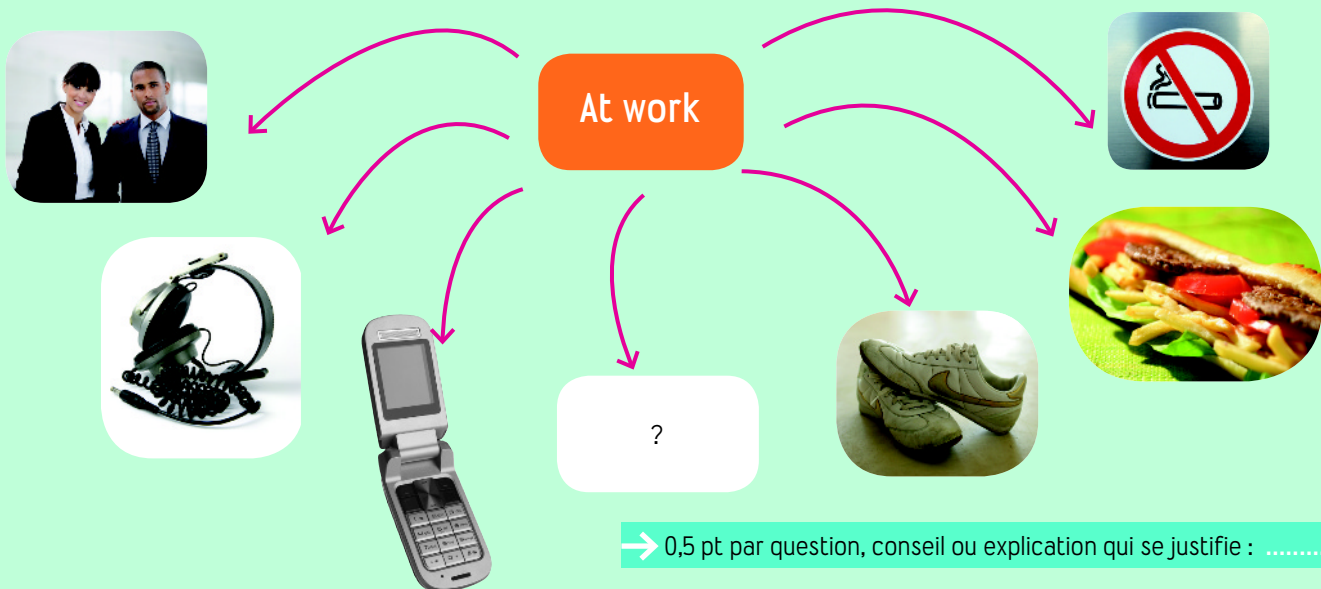 At work
?
0,5 pt par question, conseil ou explication qui se justifie : .........